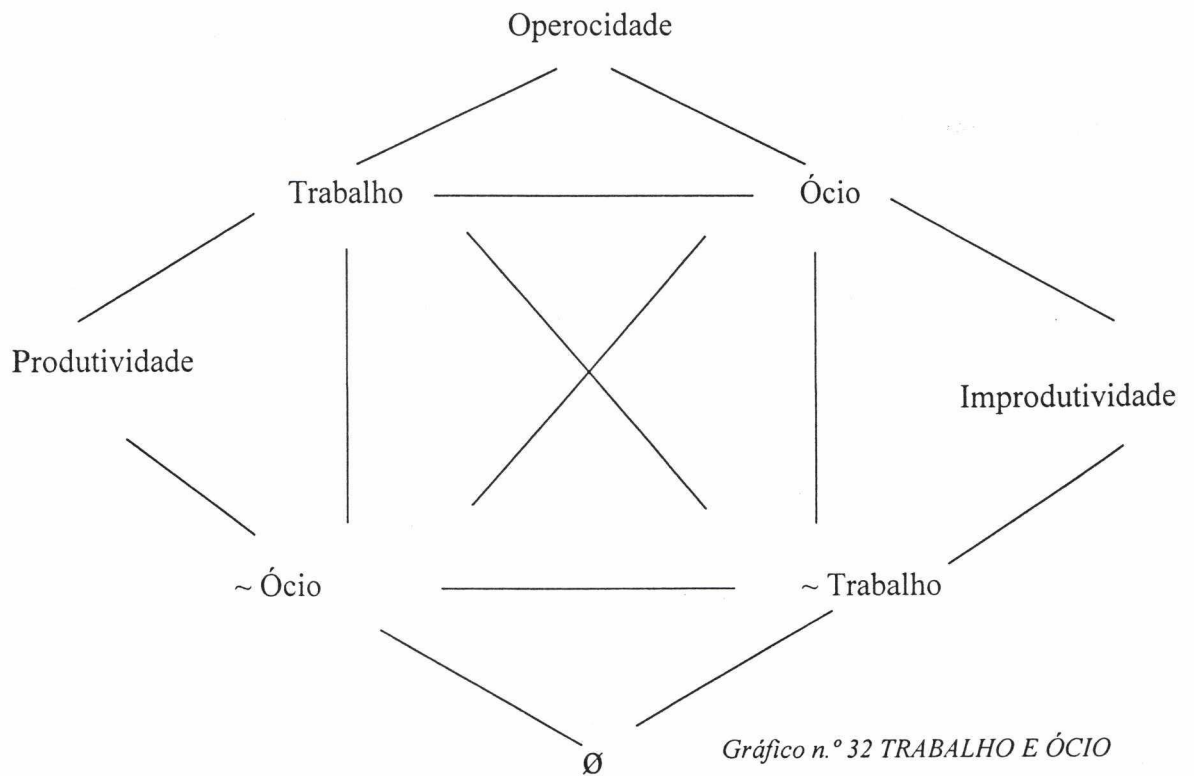 Operocidade
Trabalho
Ócio
Produtividade
Improdutividade
~ Ócio
~ Trabalho
Ø
Gráfico n.º 32 TRABALHO E ÓCIO